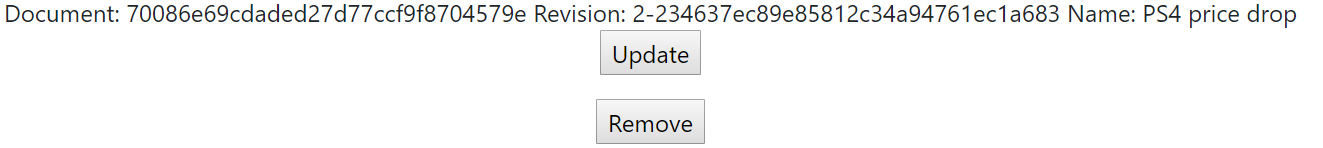 Document: 70086e69cdaded27d77ccf9f8704579e Revision: 2-234637ec89e85812c34a94761ec1a683 Name: PS4 price drop
Update
Remove